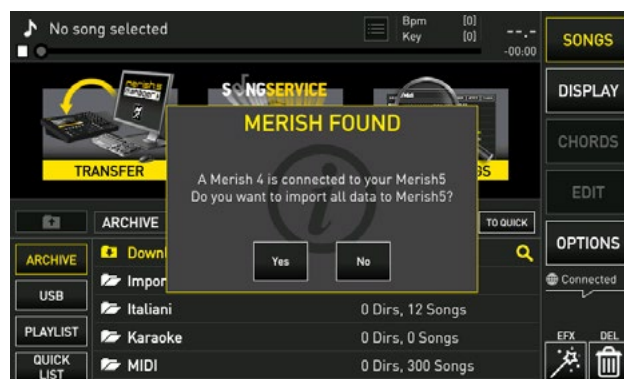 No song selected
Bpm [0]
Key [0]
--.-
-00:00
SONGS
DISPLAY
CHORDS
EDIT
OPTIONS
Connected
EFX DEL
SONGSERVICE
TRANSFER
MERISH FOUND
A Merish 4 is connected to your Merish5
Do you want to import all data to Merish5?
Yes No
ARCHIVE
TO QUICK
ARCHIVE
USB
PLAYLIST
QUICK
LIST
Downl
Impor
Italiani 0 Dirs, 12 Songs
Karaoke 0 Dirs, 0 Songs
MIDI 0 Dirs, 300 Songs